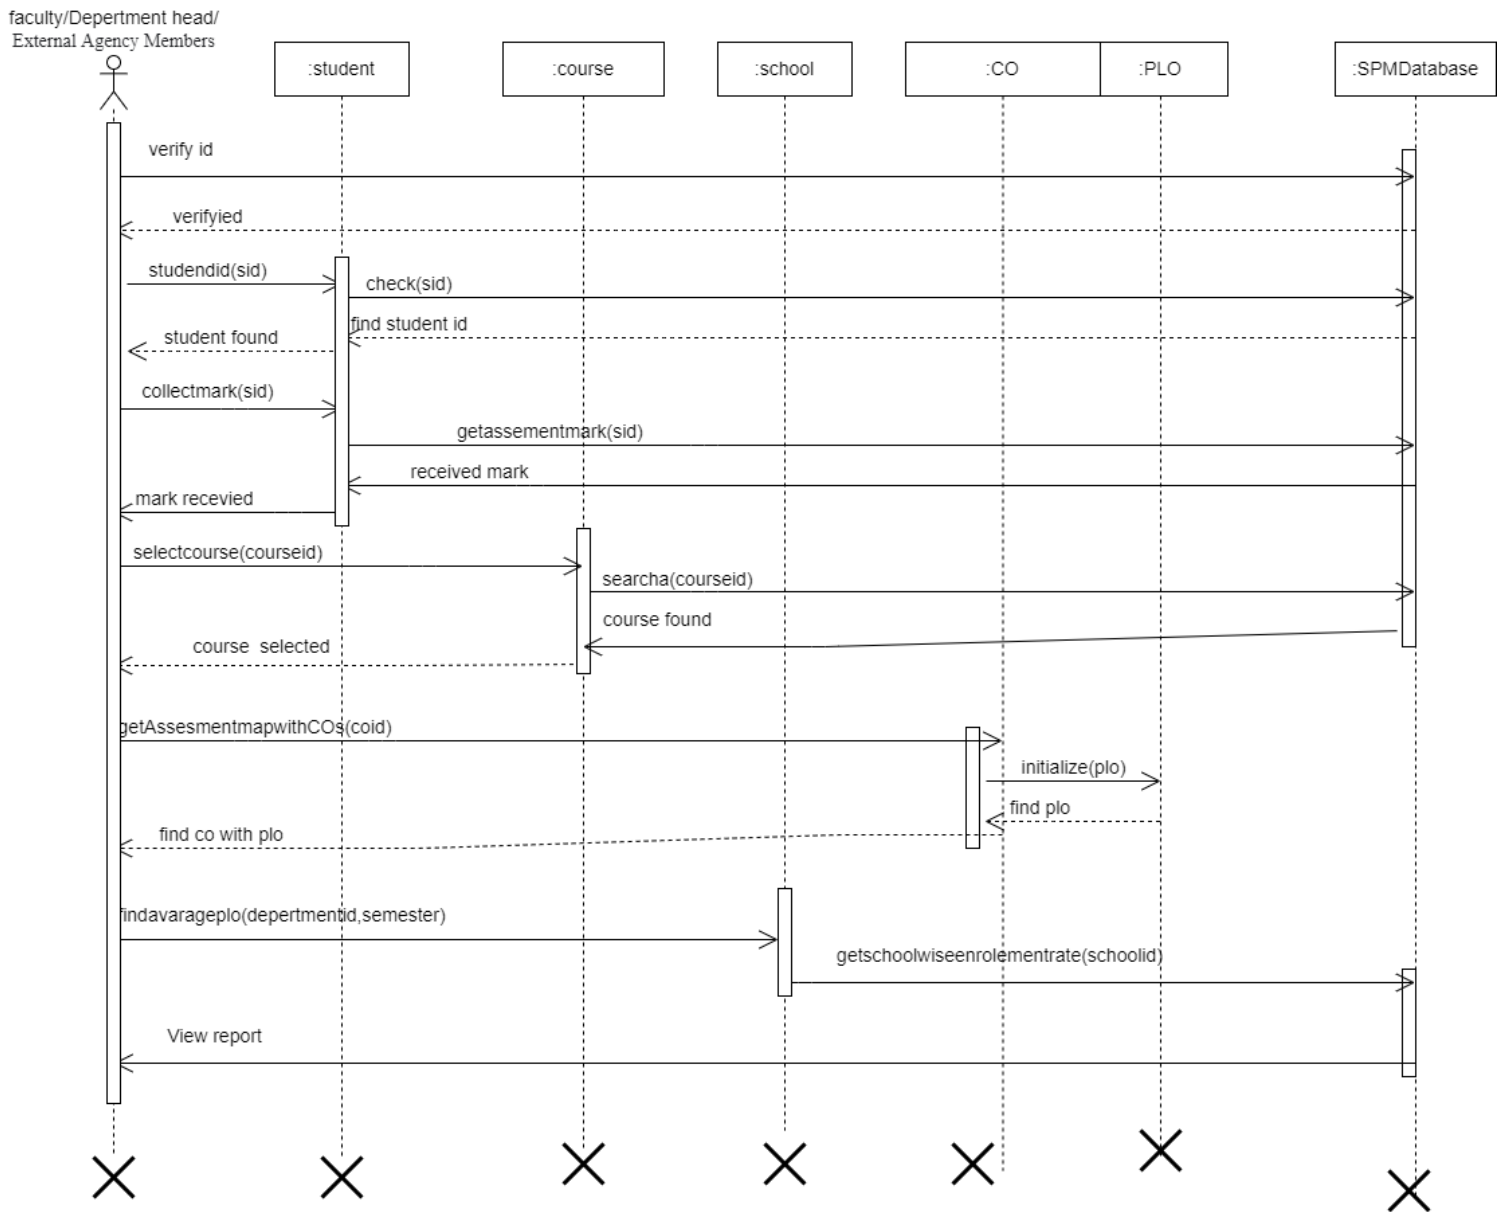 faculty/Depertment head/
External Agency Members
:student
:course
:school
:CO
:PLO
:SPMDatabase
verify id
verifyied
studendid(sid)
check(sid)
find student id
student found
collectmark(sid)
getassementmark(sid)
received mark
mark recevied
selectcourse(courseid)
searcha(courseid)
course found
course  selected
getAssesmentmapwithCOs(coid)
initialize(plo)
find plo
find co with plo
findavarageplo(depertmentid,semester)
getschoolwiseenrolementrate(schoolid)
View report